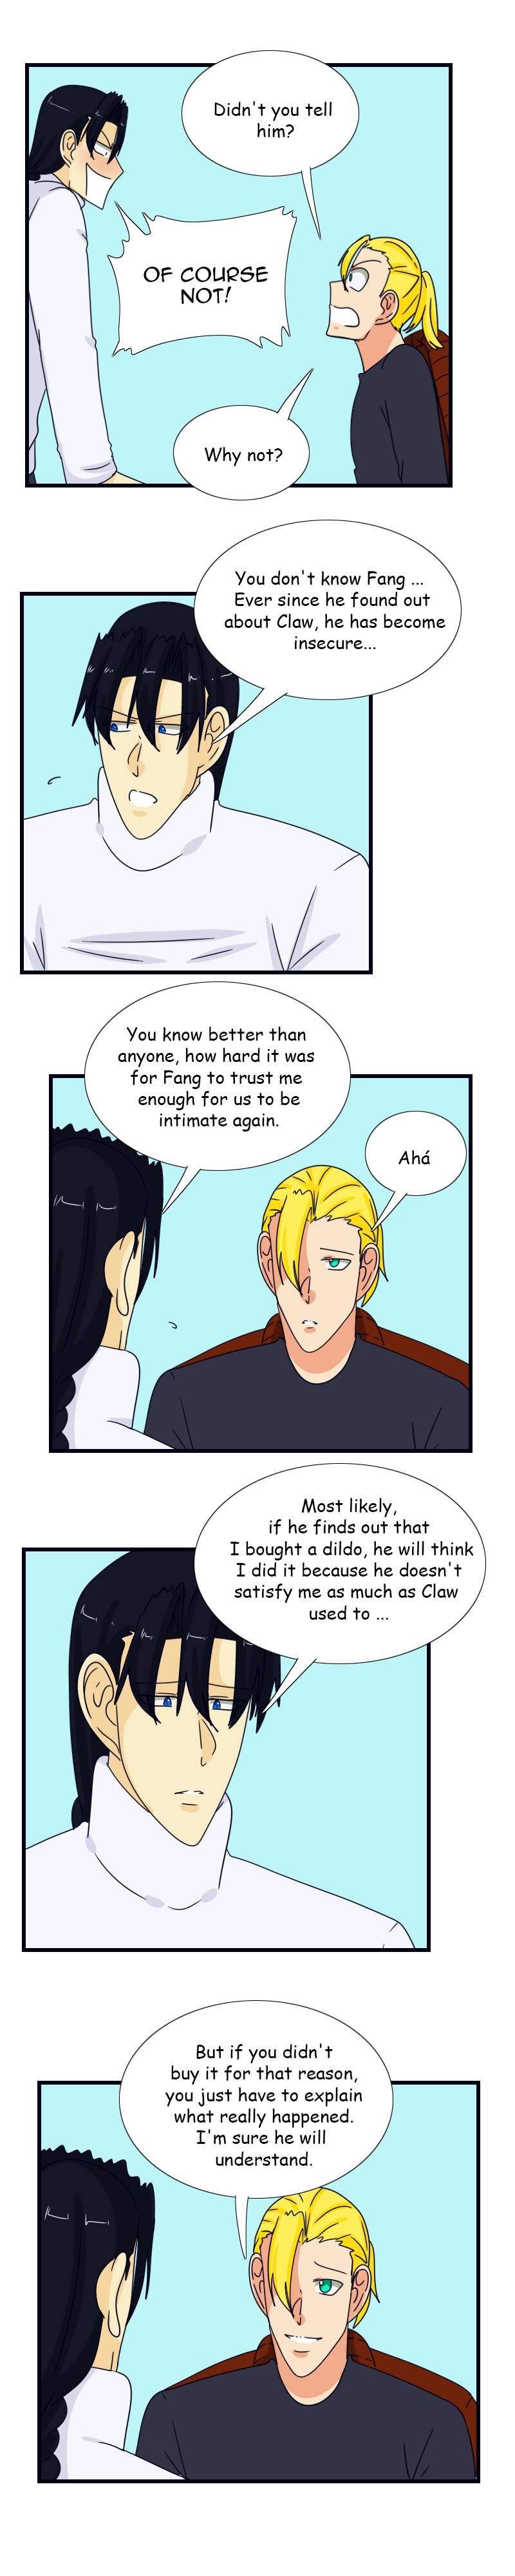 Didn't you tell
him?
OF COURSE
NOT!
Why not?
You don't know Fang ...
Ever since he found out
about Claw, he has become
insecure...
You know better than
anyone, how hard it was
for Fang to trust me
enough for us to be
intimate again.
Ahá
Most likely,
if he finds out that
I bought a dildo, he will think
I did it because he doesn't
satisfy me as much as Claw
used to ...
But if you didn't
buy it for that reason,
you just have to explain
what really happened.
I'm sure he will
understand.